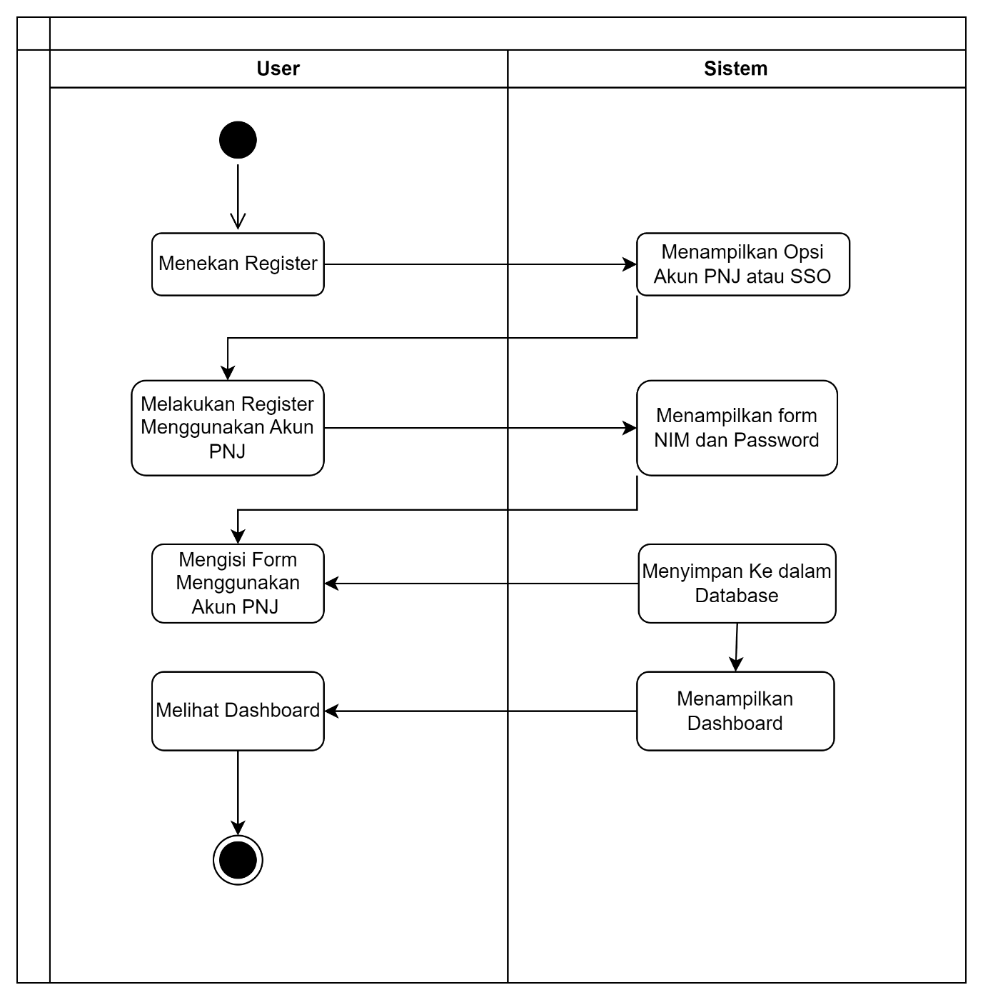 User
Sistem
Menekan Register
Menampilkan Opsi
Akun PNJ atau SSO
Melakukan Register
Menggunakan Akun
PNJ
Menampilkan form
NIM dan Password
Mengisi Form
Menggunakan
Akun PNJ
Menyimpan Ke dalam
Database
Melihat Dashboard
Menampilkan
Dashboard